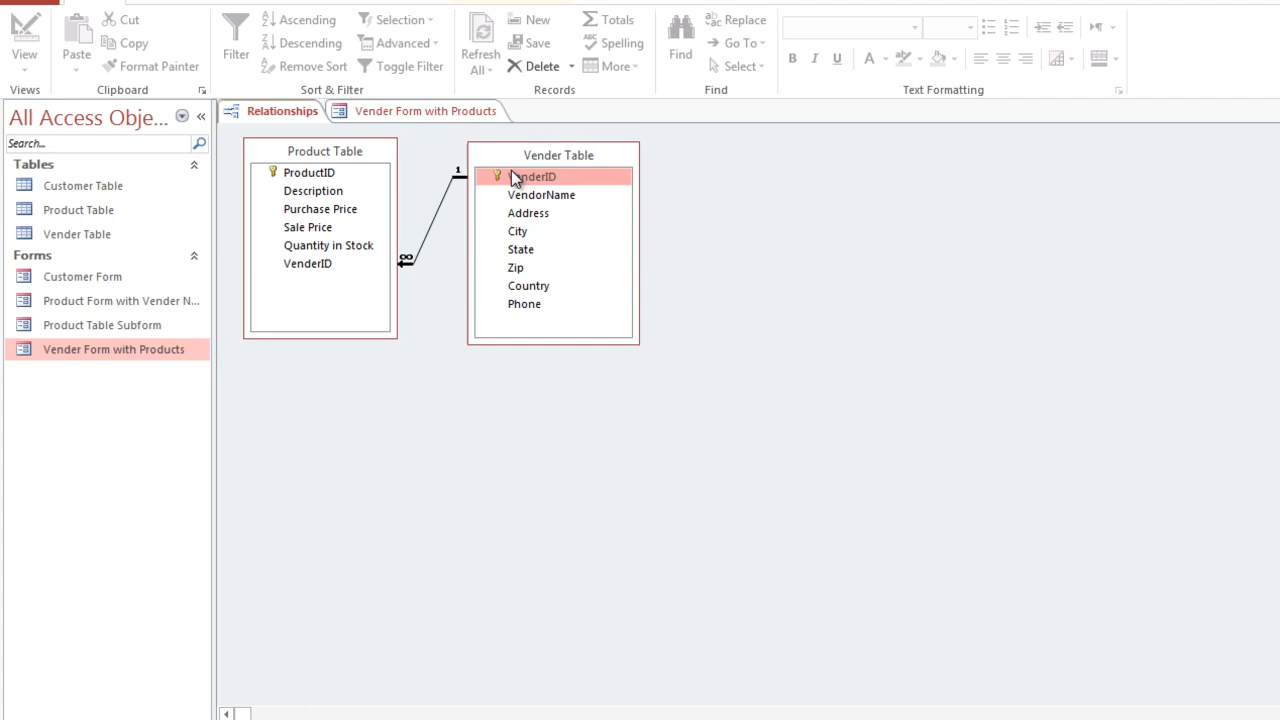 View
Views
Paste
Cut
Copy
Format Painter
Clipboard
Filter
Ascending
Descending
Remove Sort
Selection
Advanced
Toggle Filter
Sort & Filter
Refresh
All
New
Save
Delete
Totals
Spelling
More
Records
Find
Replace
Go To
Select
Find
B I U A
Text Formatting
All Access Obje...
Search...
Tables
Customer Table
Product Table
Vender Table
Forms
Customer Form
Product Form with Vender N...
Product Table Subform
Vender Form with Products
Relationships
Vender Form with Products
Product Table
ProductID
Description
Purchase Price
Sale Price
Quantity in Stock
VenderID
1
∞
Vender Table
VenderID
VendorName
Address
City
State
Zip
Country
Phone